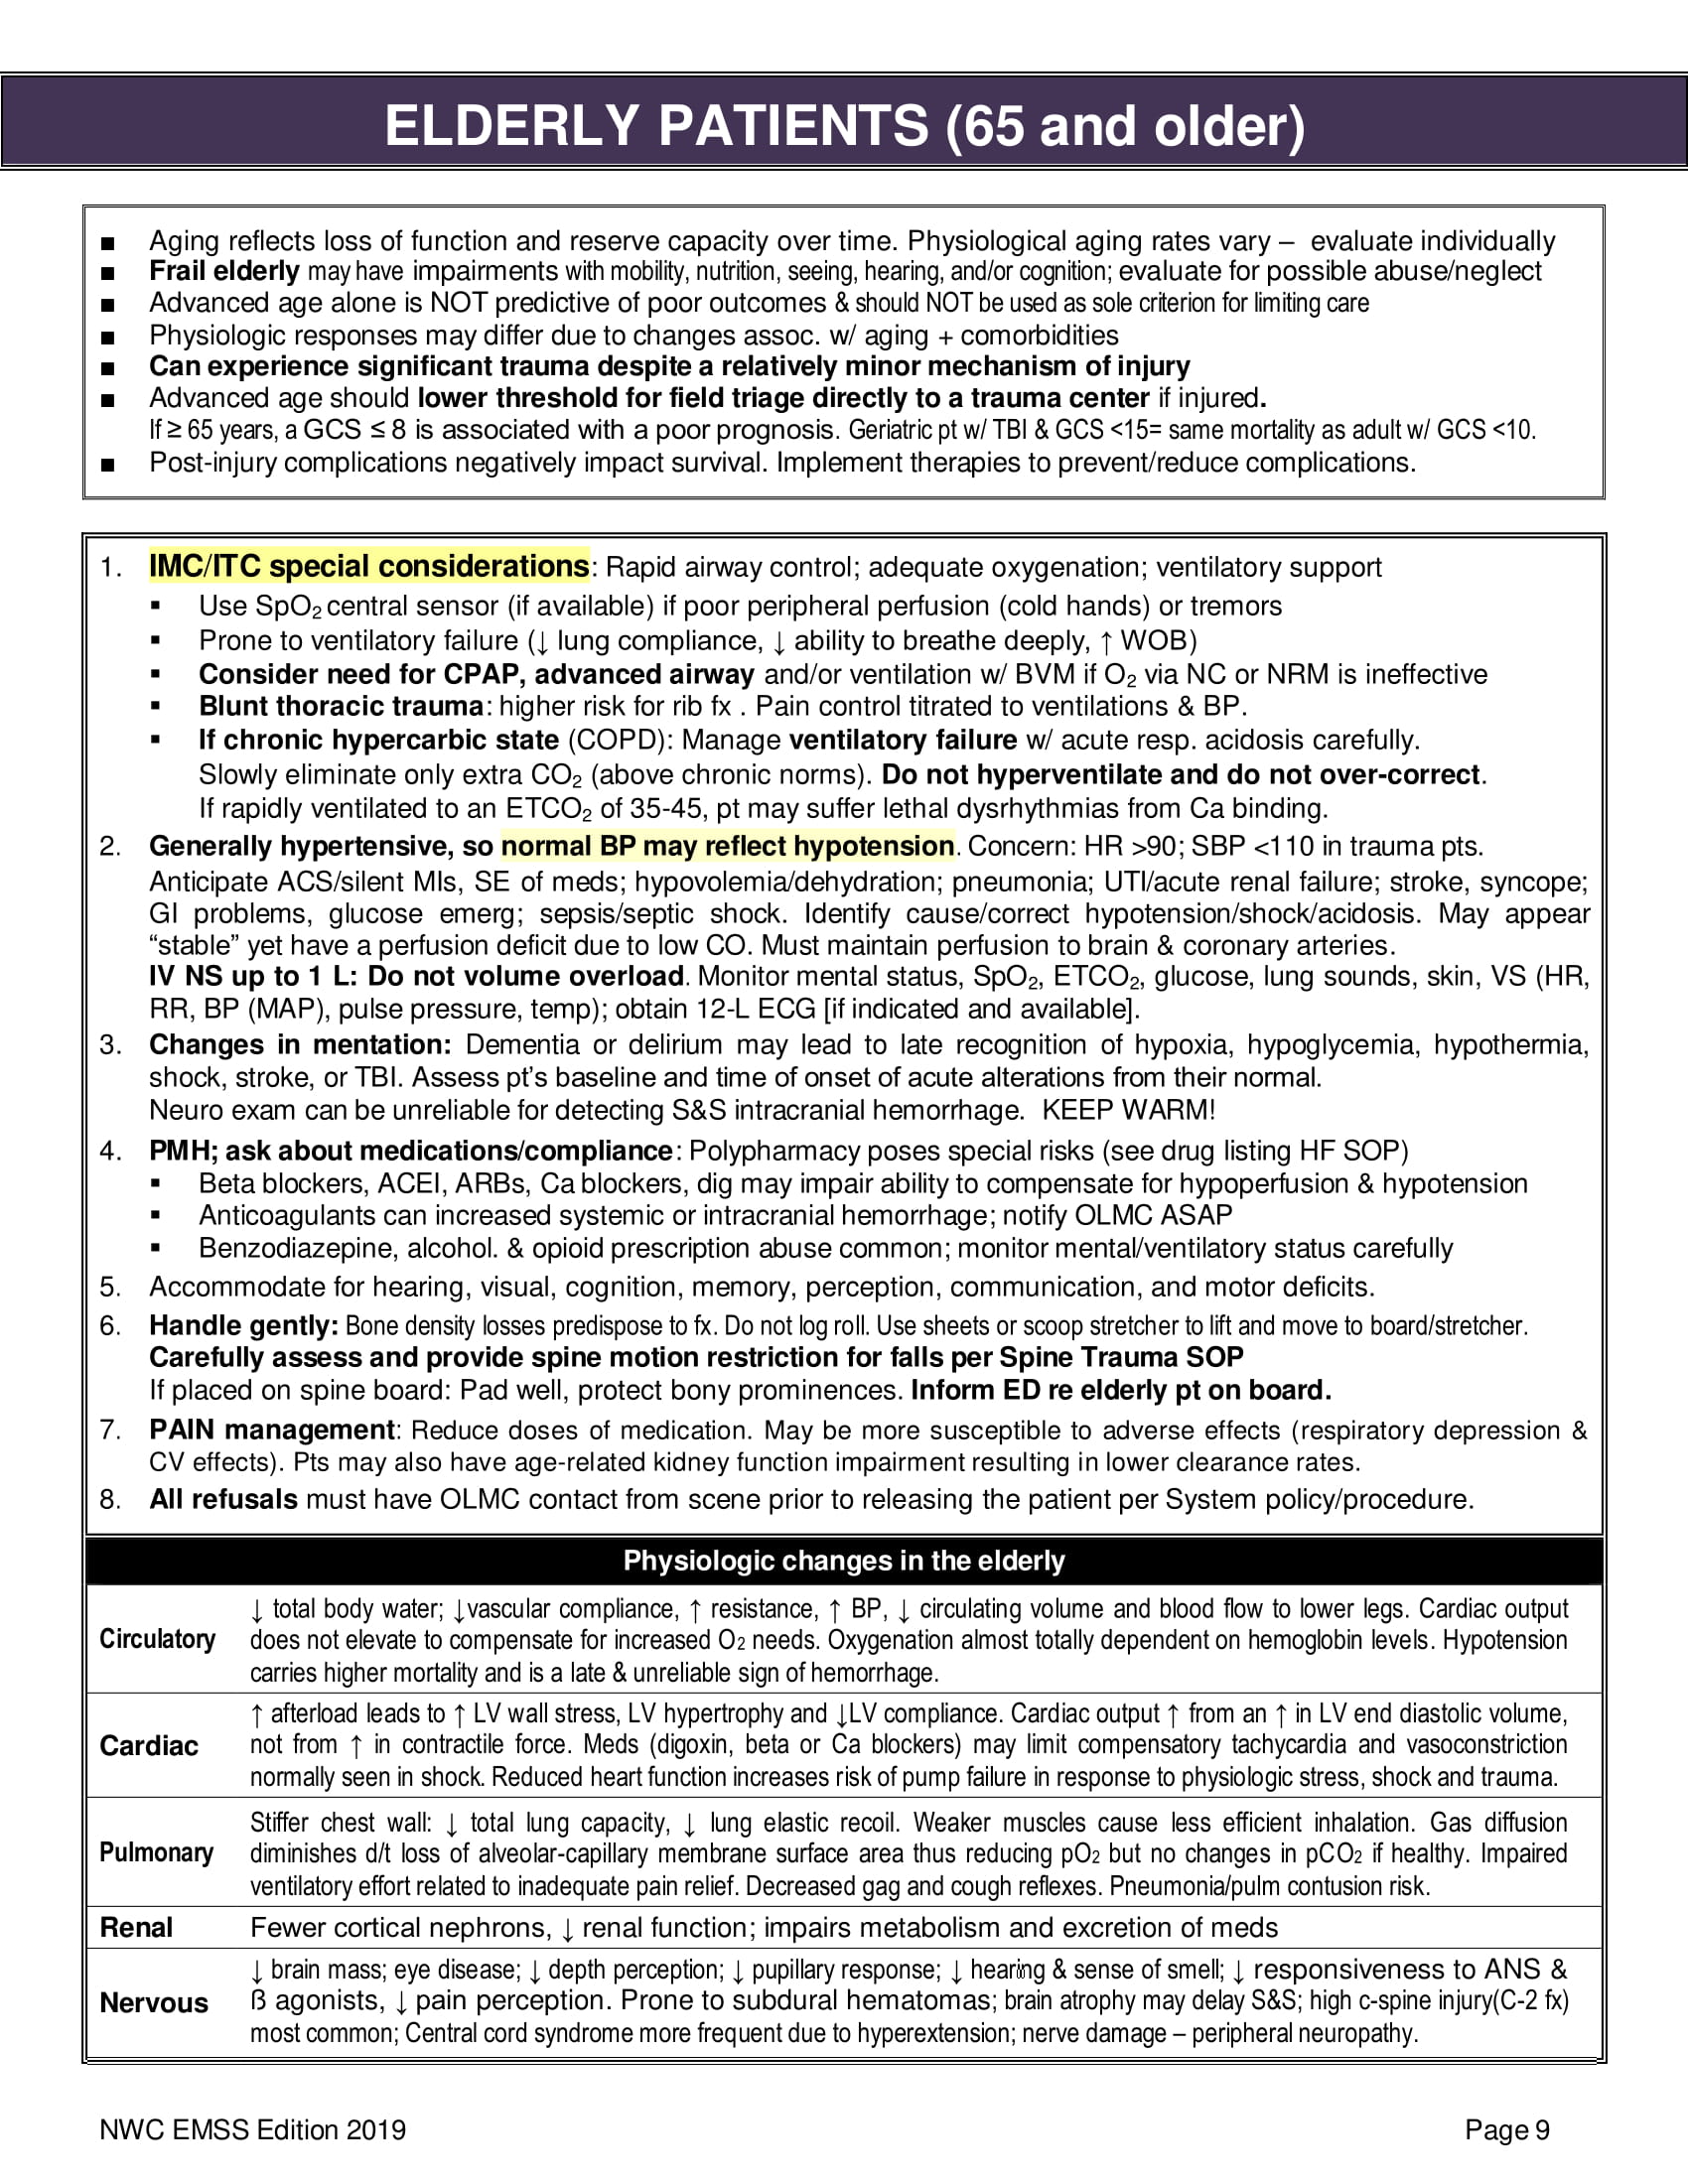 ELDERLY PATIENTS (65 and older)
■ Aging reflects loss of function and reserve capacity over time. Physiological aging rates vary – evaluate individually
■ Frail elderly may have impairments with mobility, nutrition, seeing, hearing, and/or cognition; evaluate for possible abuse/neglect
■ Advanced age alone is NOT predictive of poor outcomes & should NOT be used as sole criterion for limiting care
■ Physiologic responses may differ due to changes assoc. w/ aging + comorbidities
■ Can experience significant trauma despite a relatively minor mechanism of injury
■ Advanced age should lower threshold for field triage directly to a trauma center if injured.
If ≥ 65 years, a GCS ≤ 8 is associated with a poor prognosis. Geriatric pt w/ TBI & GCS <15= same mortality as adult w/ GCS <10.
■ Post-injury complications negatively impact survival. Implement therapies to prevent/reduce complications.
1. IMC/ITC special considerations: Rapid airway control; adequate oxygenation; ventilatory support
▪ Use SpO₂ central sensor (if available) if poor peripheral perfusion (cold hands) or tremors
▪ Prone to ventilatory failure (↓ lung compliance, ↓ ability to breathe deeply, ↑ WOB)
▪ Consider need for CPAP, advanced airway and/or ventilation w/ BVM if O₂ via NC or NRM is ineffective
▪ Blunt thoracic trauma: higher risk for rib fx . Pain control titrated to ventilations & BP.
▪ If chronic hypercarbic state (COPD): Manage ventilatory failure w/ acute resp. acidosis carefully.
Slowly eliminate only extra CO₂ (above chronic norms). Do not hyperventilate and do not over-correct.
If rapidly ventilated to an ETCO₂ of 35-45, pt may suffer lethal dysrhythmias from Ca binding.
2. Generally hypertensive, so normal BP may reflect hypotension. Concern: HR >90; SBP <110 in trauma pts.
Anticipate ACS/silent MIs, SE of meds; hypovolemia/dehydration; pneumonia; UTI/acute renal failure; stroke, syncope;
GI problems, glucose emerg; sepsis/septic shock. Identify cause/correct hypotension/shock/acidosis. May appear
“stable” yet have a perfusion deficit due to low CO. Must maintain perfusion to brain & coronary arteries.
IV NS up to 1 L: Do not volume overload. Monitor mental status, SpO₂, ETCO₂, glucose, lung sounds, skin, VS (HR,
RR, BP (MAP), pulse pressure, temp); obtain 12-L ECG [if indicated and available].
3. Changes in mentation: Dementia or delirium may lead to late recognition of hypoxia, hypoglycemia, hypothermia,
shock, stroke, or TBI. Assess pt’s baseline and time of onset of acute alterations from their normal.
Neuro exam can be unreliable for detecting S&S intracranial hemorrhage. KEEP WARM!
4. PMH; ask about medications/compliance: Polypharmacy poses special risks (see drug listing HF SOP)
▪ Beta blockers, ACEI, ARBs, Ca blockers, dig may impair ability to compensate for hypoperfusion & hypotension
▪ Anticoagulants can increased systemic or intracranial hemorrhage; notify OLMC ASAP
▪ Benzodiazepine, alcohol. & opioid prescription abuse common; monitor mental/ventilatory status carefully
5. Accommodate for hearing, visual, cognition, memory, perception, communication, and motor deficits.
6. Handle gently: Bone density losses predispose to fx. Do not log roll. Use sheets or scoop stretcher to lift and move to board/stretcher.
Carefully assess and provide spine motion restriction for falls per Spine Trauma SOP
If placed on spine board: Pad well, protect bony prominences. Inform ED re elderly pt on board.
7. PAIN management: Reduce doses of medication. May be more susceptible to adverse effects (respiratory depression &
CV effects). Pts may also have age-related kidney function impairment resulting in lower clearance rates.
8. All refusals must have OLMC contact from scene prior to releasing the patient per System policy/procedure.
Physiologic changes in the elderly
Circulatory
↓ total body water; ↓vascular compliance, ↑ resistance, ↑ BP, ↓ circulating volume and blood flow to lower legs. Cardiac output
does not elevate to compensate for increased O₂ needs. Oxygenation almost totally dependent on hemoglobin levels. Hypotension
carries higher mortality and is a late & unreliable sign of hemorrhage.
Cardiac
↑ afterload leads to ↑ LV wall stress, LV hypertrophy and ↓LV compliance. Cardiac output ↑ from an ↑ in LV end diastolic volume,
not from ↑ in contractile force. Meds (digoxin, beta or Ca blockers) may limit compensatory tachycardia and vasoconstriction
normally seen in shock. Reduced heart function increases risk of pump failure in response to physiologic stress, shock and trauma.
Pulmonary
Stiffer chest wall: ↓ total lung capacity, ↓ lung elastic recoil. Weaker muscles cause less efficient inhalation. Gas diffusion
diminishes d/t loss of alveolar-capillary membrane surface area thus reducing pO₂ but no changes in pCO₂ if healthy. Impaired
ventilatory effort related to inadequate pain relief. Decreased gag and cough reflexes. Pneumonia/pulm contusion risk.
Renal
Fewer cortical nephrons, ↓ renal function; impairs metabolism and excretion of meds
Nervous
↓ brain mass; eye disease; ↓ depth perception; ↓ pupillary response; ↓ hearing & sense of smell; ↓ responsiveness to ANS &
ß agonists, ↓ pain perception. Prone to subdural hematomas; brain atrophy may delay S&S; high c-spine injury(C-2 fx)
most common; Central cord syndrome more frequent due to hyperextension; nerve damage – peripheral neuropathy.
NWC EMSS Edition 2019
Page 9